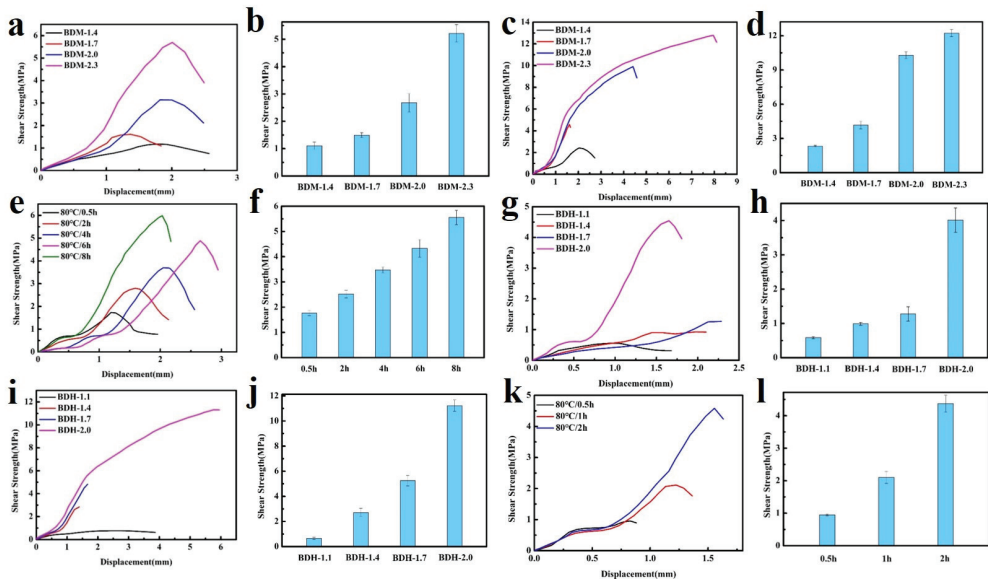 a
BDM-1.4
BDM-1.7
BDM-2.0
BDM-2.3
Shear Strength(MPa)
7
6
5
4
3
2
1
0
0 1 2 3
Displacement(mm)
b
Shear Strength(MPa)
5
4
3
2
1
0
BDM-1.4 BDM-1.7 BDM-2.0 BDM-2.3
c
BDM-1.4
BDM-1.7
BDM-2.0
BDM-2.3
Shear Strength(MPa)
14
12
10
8
6
4
2
0
0 1 2 3 4 5 6 7 8 9
Displacement(mm)
d
Shear Strength(MPa)
12
9
6
3
0
BDM-1.4 BDM-1.7 BDM-2.0 BDM-2.3
e
80°C/0.5h
80°C/2h
80°C/4h
80°C/6h
80°C/8h
Shear Strength(MPa)
6
5
4
3
2
1
0
0 1 2 3
Displacement(mm)
f
Shear Strength(MPa)
6
5
4
3
2
1
0
0.5h 2h 4h 6h 8h
g
BDH-1.1
BDH-1.4
BDH-1.7
BDH-2.0
Shear Strength(MPa)
5
4
3
2
1
0
0.0 0.5 1.0 1.5 2.0 2.5
Displacement(mm)
h
Shear Strength(MPa)
4
3
2
1
0
BDH-1.1 BDH-1.4 BDH-1.7 BDH-2.0
i
BDH-1.1
BDH-1.4
BDH-1.7
BDH-2.0
Shear Strength(MPa)
11
10
8
6
4
2
0
0 1 2 3 4 5 6
Displacement(mm)
j
Shear Strength(MPa)
12
10
8
6
4
2
0
BDH-1.1 BDH-1.4 BDH-1.7 BDH-2.0
k
80°C/0.5h
80°C/1h
80°C/2h
Shear Strength(MPa)
5
4
3
2
1
0
0.0 0.5 1.0 1.5
Displacement(mm)
l
Shear Strength(MPa)
4
3
2
1
0
0.5h 1h 2h